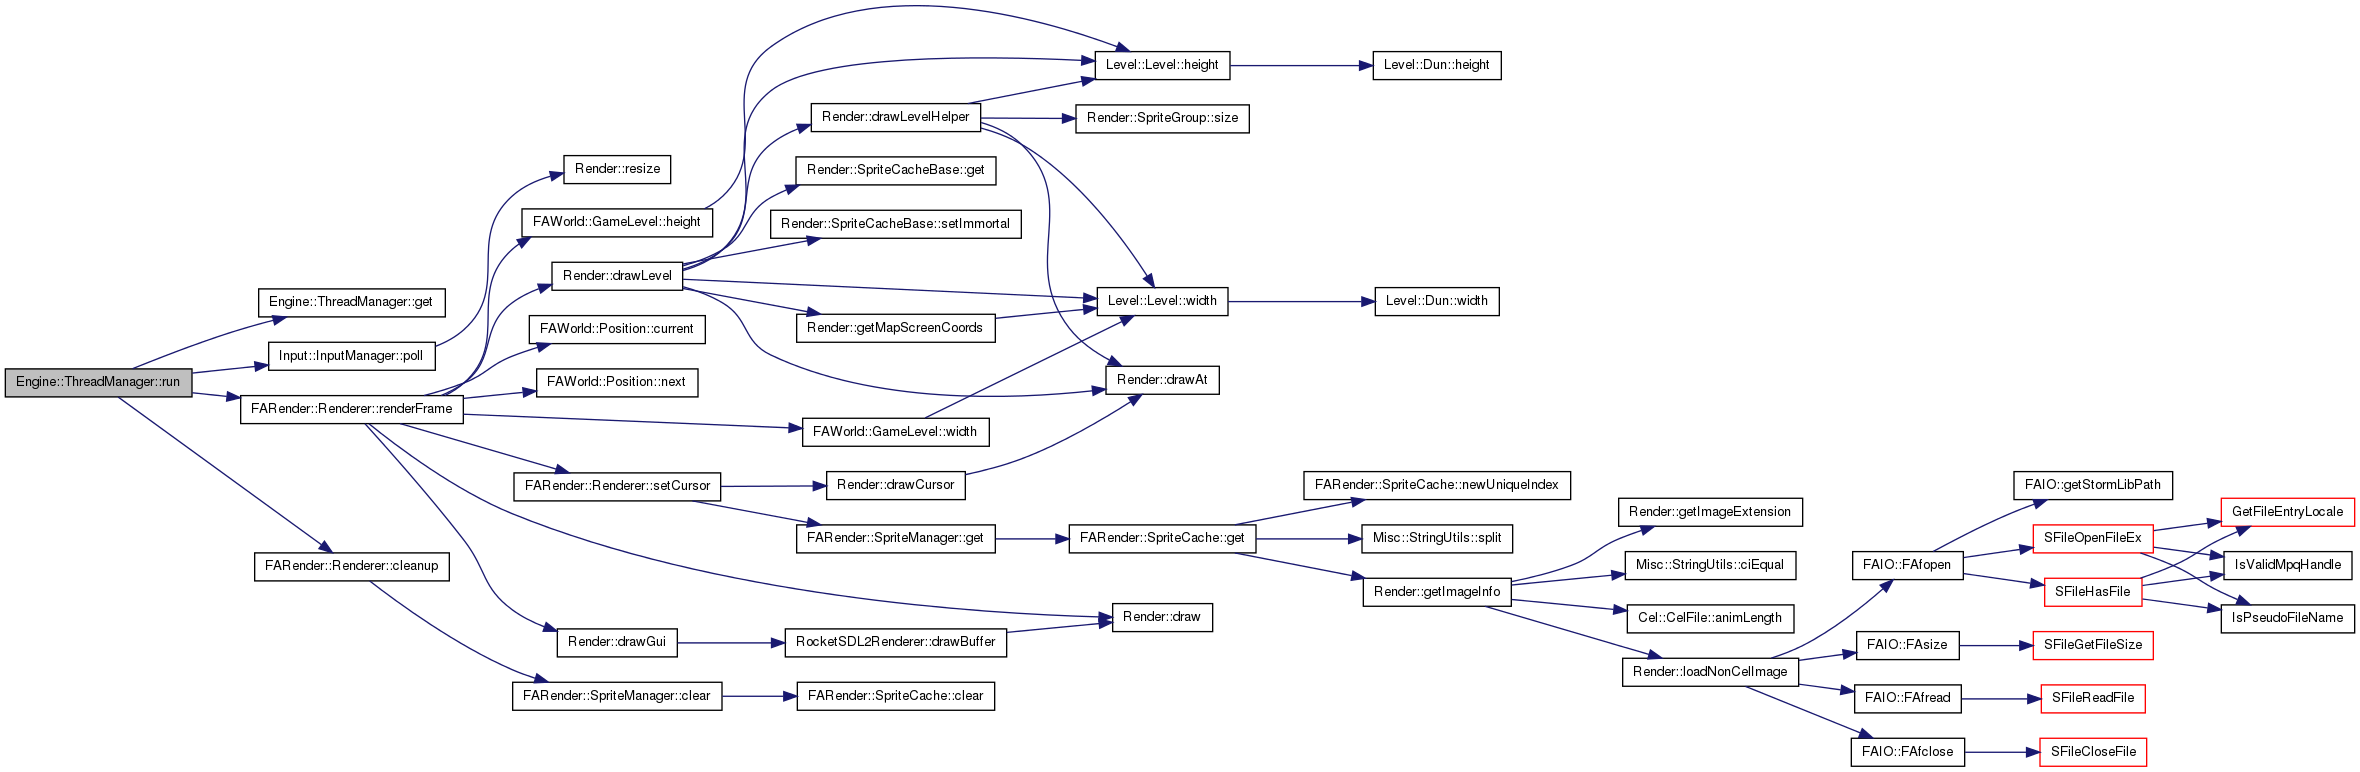 Engine::ThreadManager::run
Engine::ThreadManager::get
Input::InputManager::poll
FARender::Renderer::renderFrame
FARender::Renderer::cleanup
Render::resize
FAWorld::GameLevel::height
Render::drawLevel
FAWorld::Position::current
FAWorld::Position::next
FARender::Renderer::setCursor
Render::drawGui
FARender::SpriteManager::clear
Render::drawLevelHelper
Render::SpriteCacheBase::get
Render::SpriteCacheBase::setImmortal
Render::getMapScreenCoords
FAWorld::GameLevel::width
Render::drawCursor
FARender::SpriteManager::get
RocketSDL2Renderer::drawBuffer
FARender::SpriteCache::clear
Level::Level::height
Render::SpriteGroup::size
Level::Level::width
Render::drawAt
FARender::SpriteCache::get
Render::draw
Level::Dun::height
Level::Dun::width
FARender::SpriteCache::newUniqueIndex
Misc::StringUtils::split
Render::getImageInfo
Render::getImageExtension
Misc::StringUtils::ciEqual
Cel::CelFile::animLength
Render::loadNonCelImage
FAIO::FAfopen
FAIO::FAsize
FAIO::FAfread
FAIO::FAfclose
FAIO::getStormLibPath
SFileOpenFileEx
SFileHasFile
SFileGetFileSize
SFileReadFile
SFileCloseFile
GetFileEntryLocale
IsValidMpqHandle
IsPseudoFileName